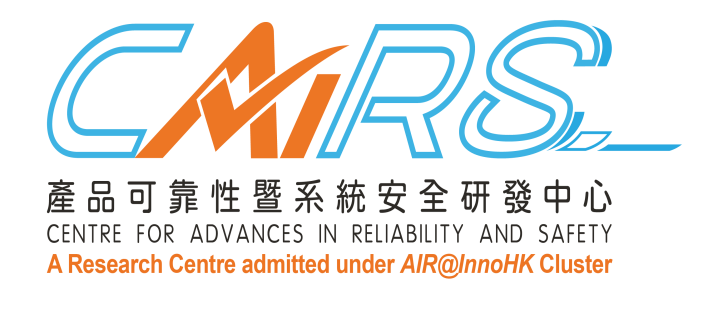 CAiRS
產品可靠性暨系統安全研發中心
CENTRE FOR ADVANCES IN RELIABILITY AND SAFETY
A Research Centre admitted under AIR@InnoHK Cluster